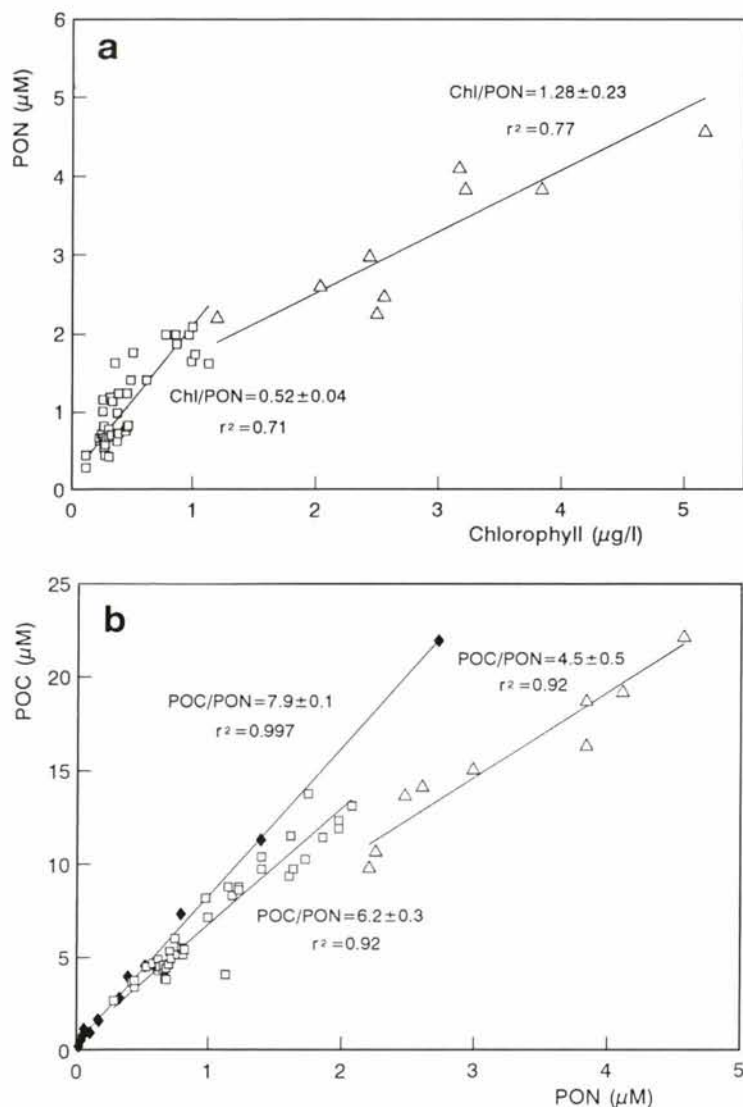 a
6
5
4
3
2
1
0
PON (µM)
Chl/PON=1.28±0.23
r²=0.77
Chl/PON=0.52±0.04
r²=0.71
0 1 2 3 4 5
Chlorophyll (µg/l)
b
25
20
15
10
5
0
POC (µM)
POC/PON=4.5±0.5
r²=0.92
POC/PON=7.9±0.1
r²=0.997
POC/PON=6.2±0.3
r²=0.92
0 1 2 3 4 5
PON (µM)